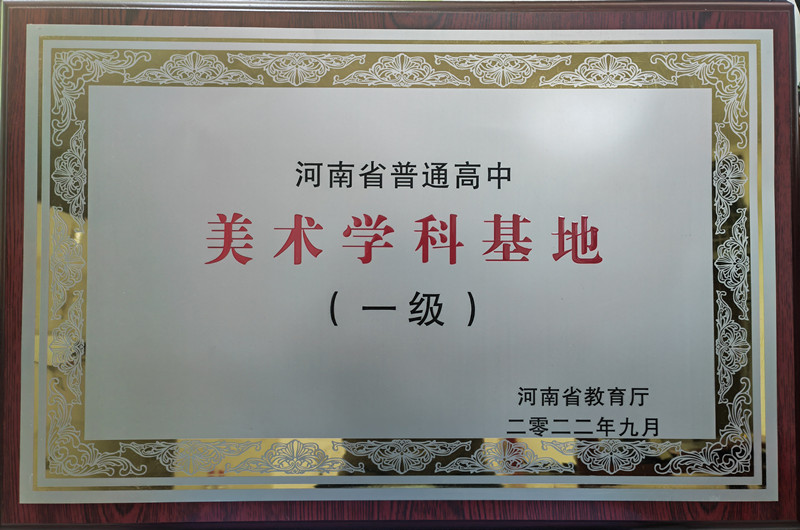 河南省普通高中
美术学科基地
（一级）
河南省教育厅
二零二二年九月